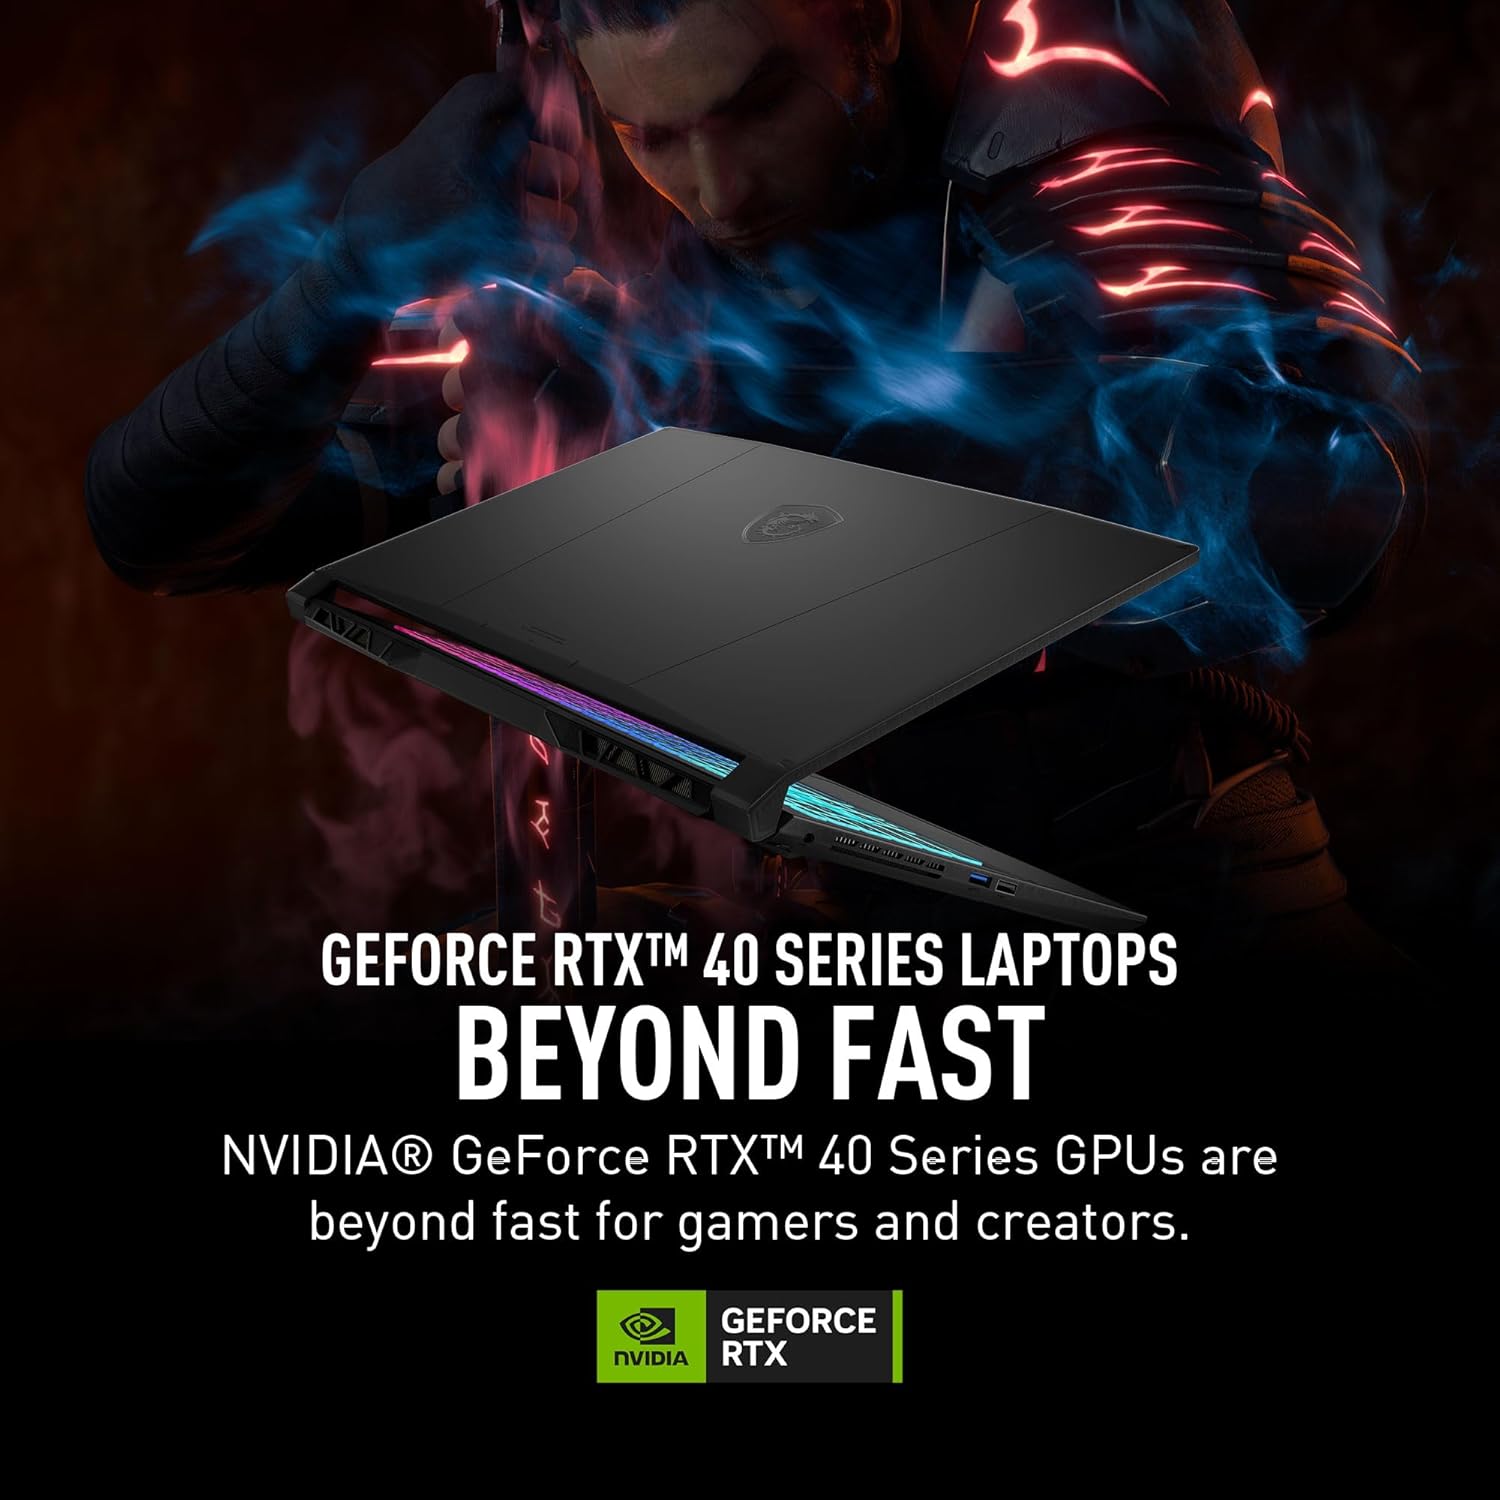 GEFORCE RTX™ 40 SERIES LAPTOPS
BEYOND FAST
NVIDIA® GeForce RTX™ 40 Series GPUs are
beyond fast for gamers and creators.
NVIDIA
GEFORCE
RTX